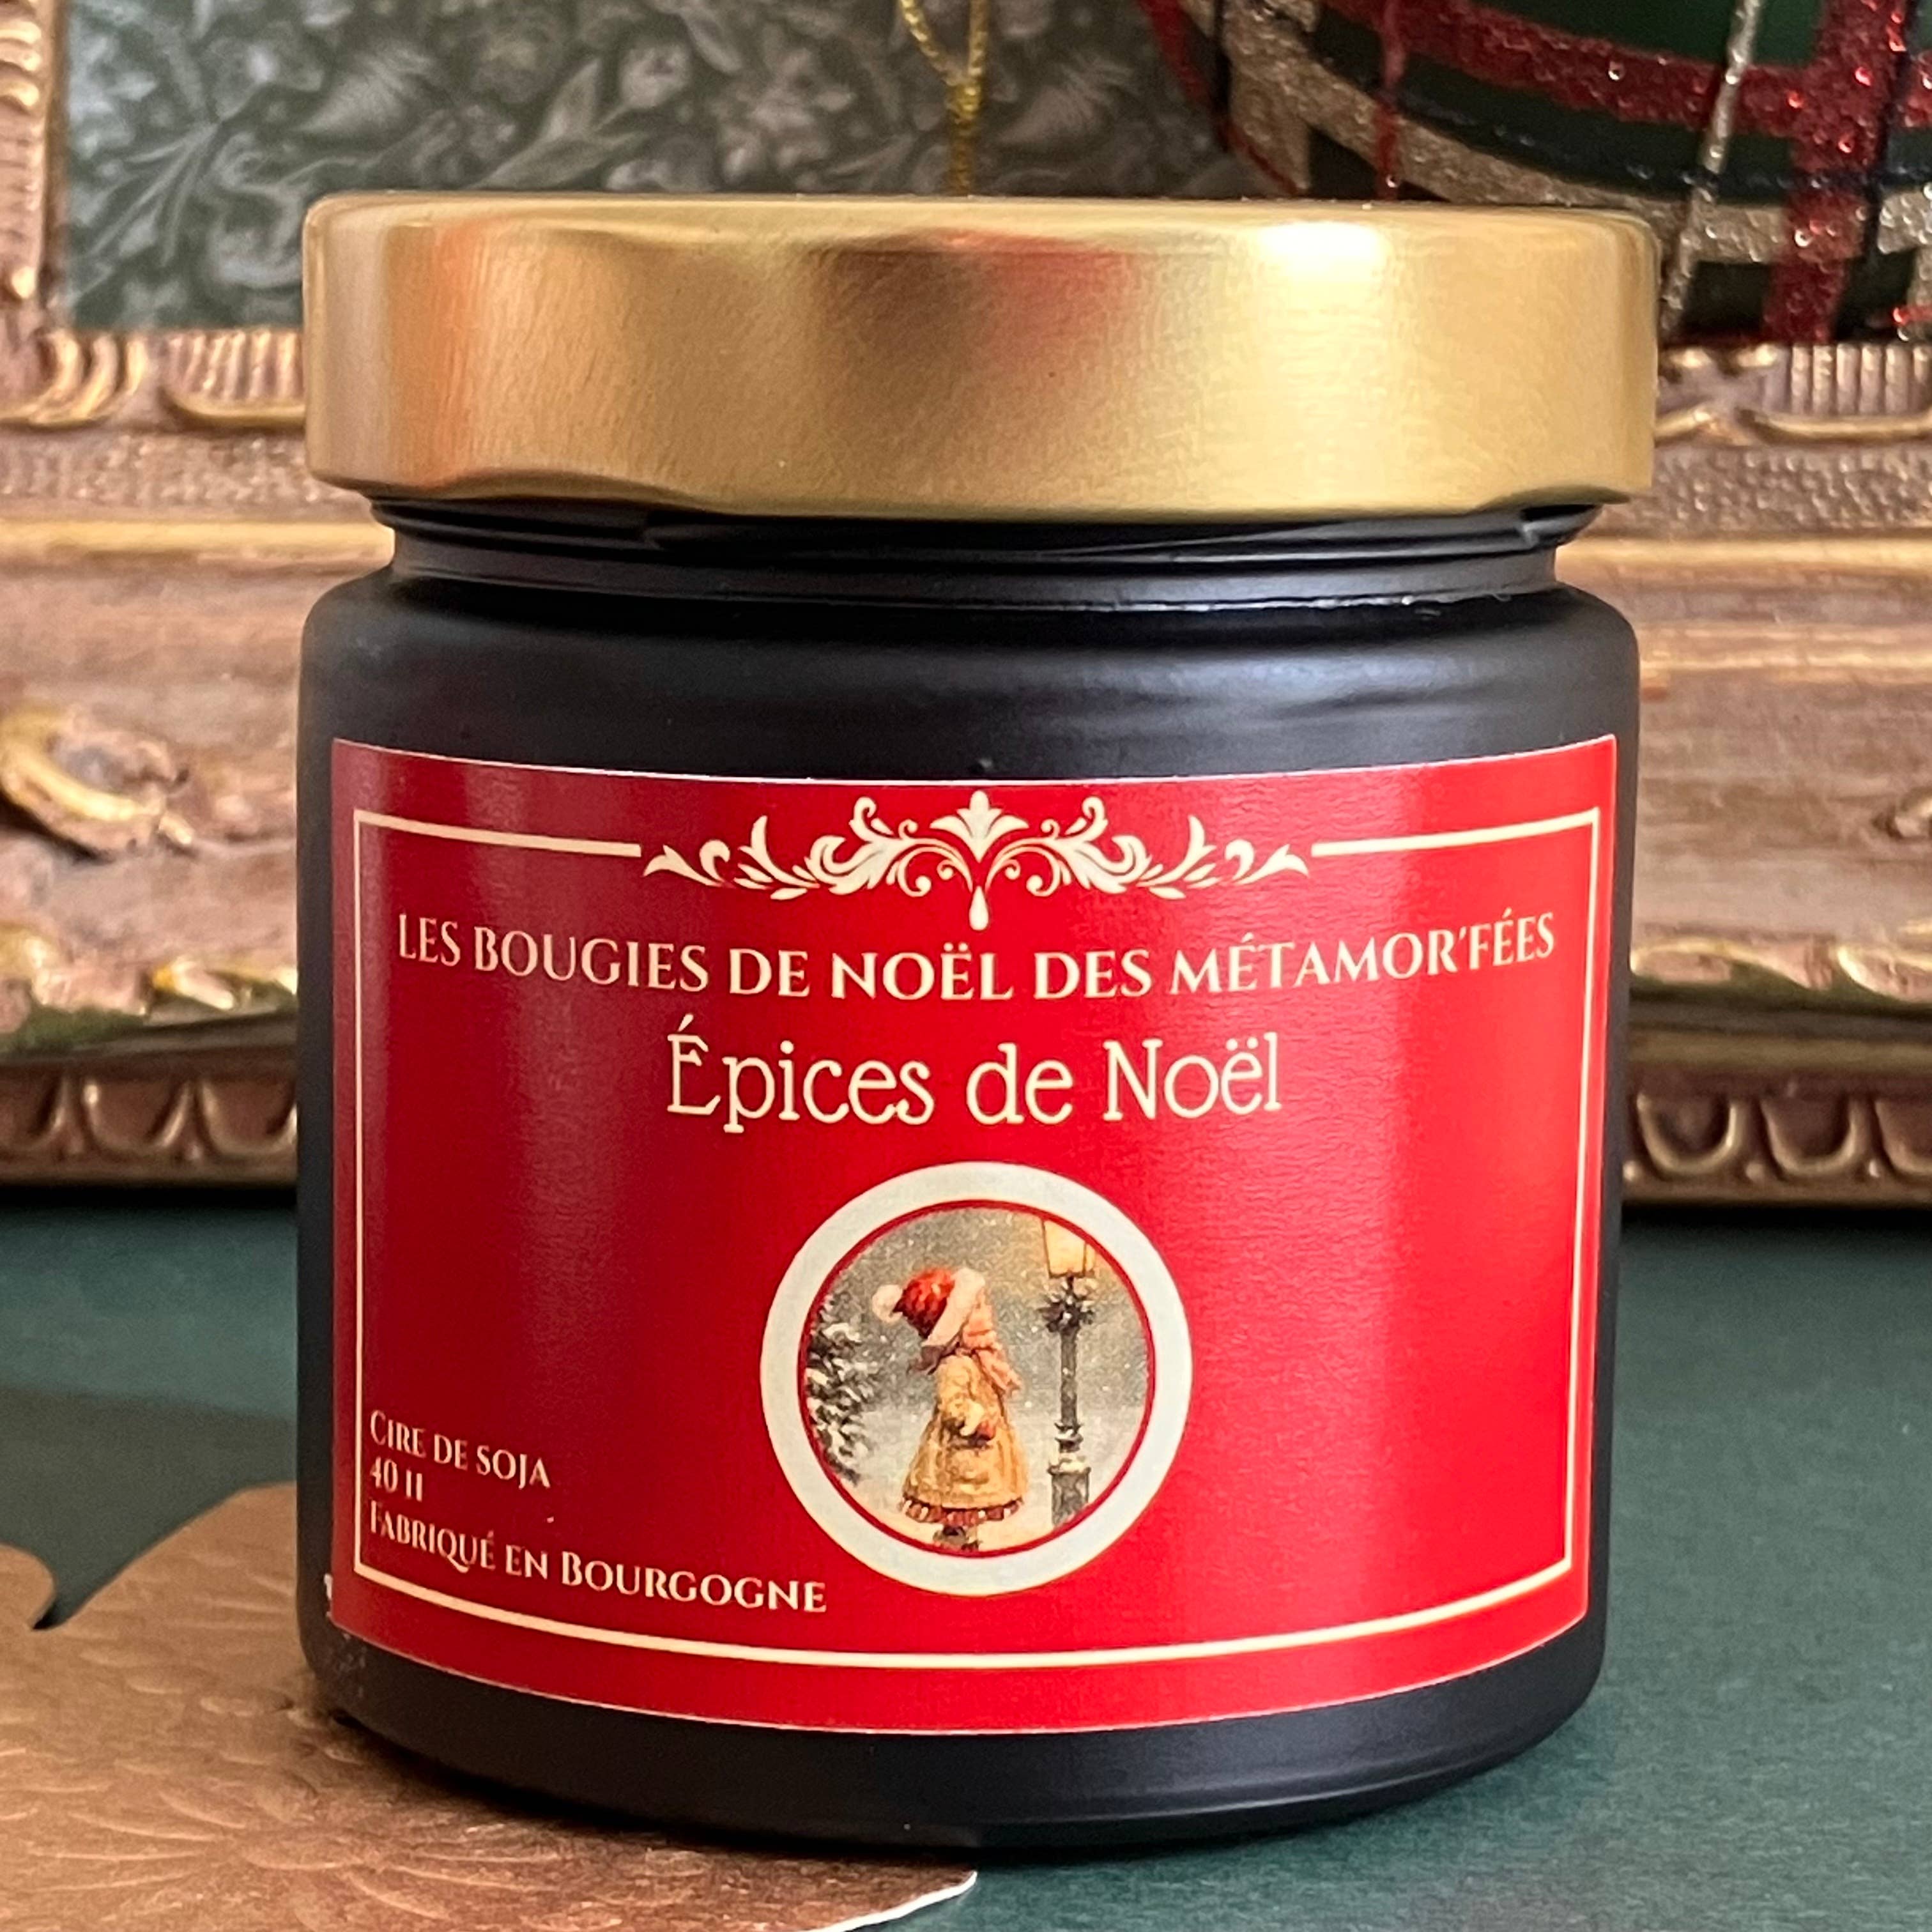 LES BOUGIES DE NOËL DES MÉTAMOR'FÉES
Épices de Noël
CIRE DE SOJA
40 H
FABRIQUÉ EN BOURGOGNE